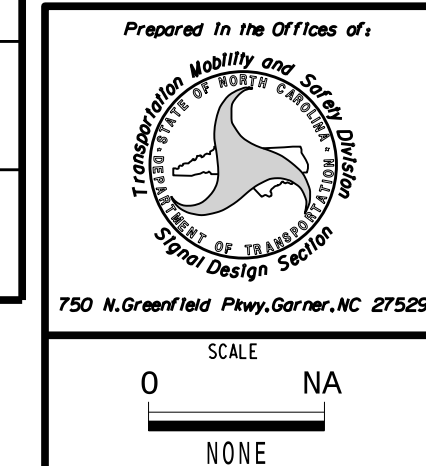 Prepared in the Offices of:
Transportation Mobility and Safety Division
STATE OF NORTH CAROLINA
DEPARTMENT OF TRANSPORTATION
Signal Design Section
750 N.Greenfield Pkwy,Garner,NC 27529
SCALE
0 NA
NONE